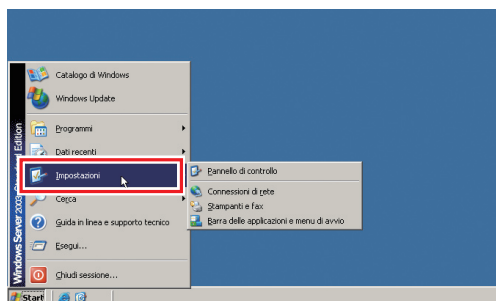 Catalogo di Windows
Windows Update
Programmi
Dati recenti
Impostazioni
Cerca
Guida in linea e supporto tecnico
Esegui...
Chiudi sessione...
Pannello di controllo
Connessioni di rete
Stampanti e fax
Barra delle applicazioni e menu di avvio
Windows Server 2003 Edition
Start